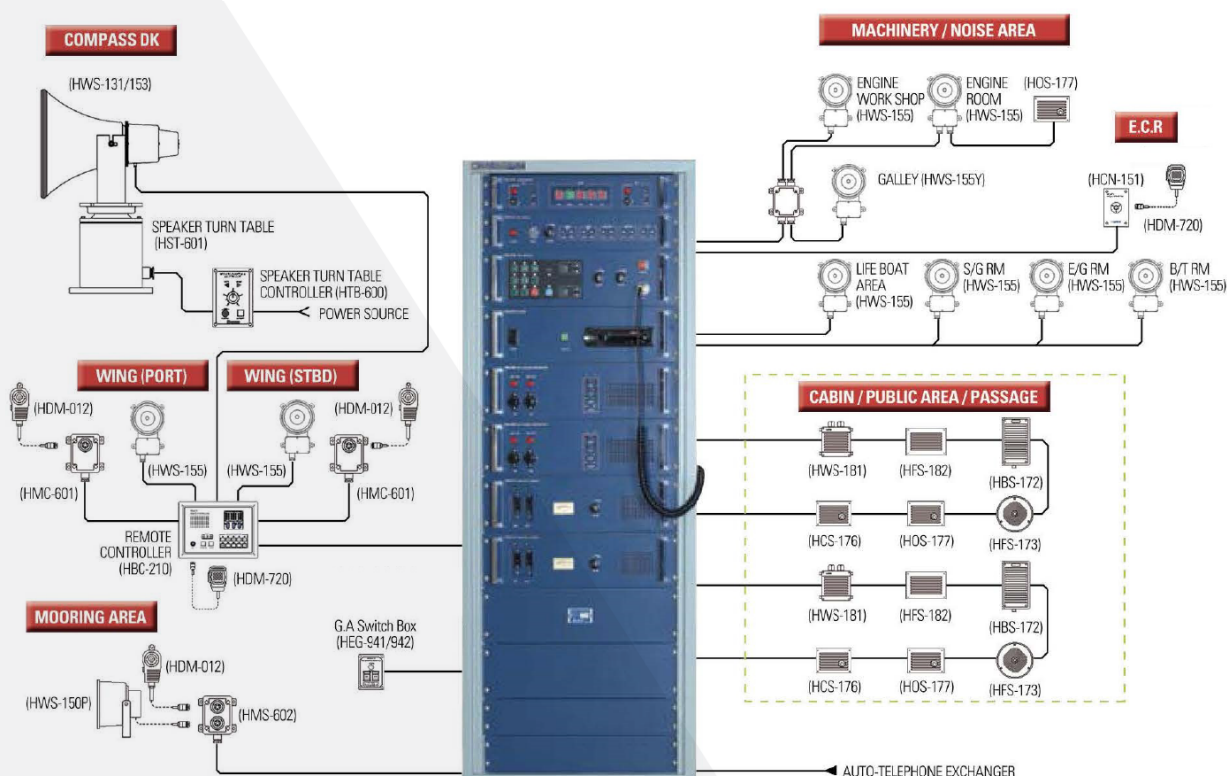 COMPASS DK
(HWS-131/153)
SPEAKER TURN TABLE
(HST-601)
SPEAKER TURN TABLE
CONTROLLER (HTB-600)
POWER SOURCE
WING (PORT)
WING (STBD)
(HDM-012)
(HDM-012)
(HWS-155)
(HWS-155)
(HMC-601)
(HMC-601)
REMOTE
CONTROLLER
(HBC-210)
(HDM-720)
MOORING AREA
(HDM-012)
(HWS-150P)
(HMS-602)
G.A Switch Box
(HEG-941/942)
MACHINERY / NOISE AREA
ENGINE
WORK SHOP
(HWS-155)
ENGINE
ROOM
(HWS-155)
(HOS-177)
E.C.R
GALLEY (HWS-155Y)
(HCN-151)
(HDM-720)
LIFE BOAT
AREA
(HWS-155)
S/G RM
(HWS-155)
E/G RM
(HWS-155)
B/T RM
(HWS-155)
CABIN / PUBLIC AREA / PASSAGE
(HWS-181)
(HFS-182)
(HBS-172)
(HCS-176)
(HOS-177)
(HFS-173)
(HWS-181)
(HFS-182)
(HBS-172)
(HCS-176)
(HOS-177)
(HFS-173)
AUTO-TELEPHONE EXCHANGER